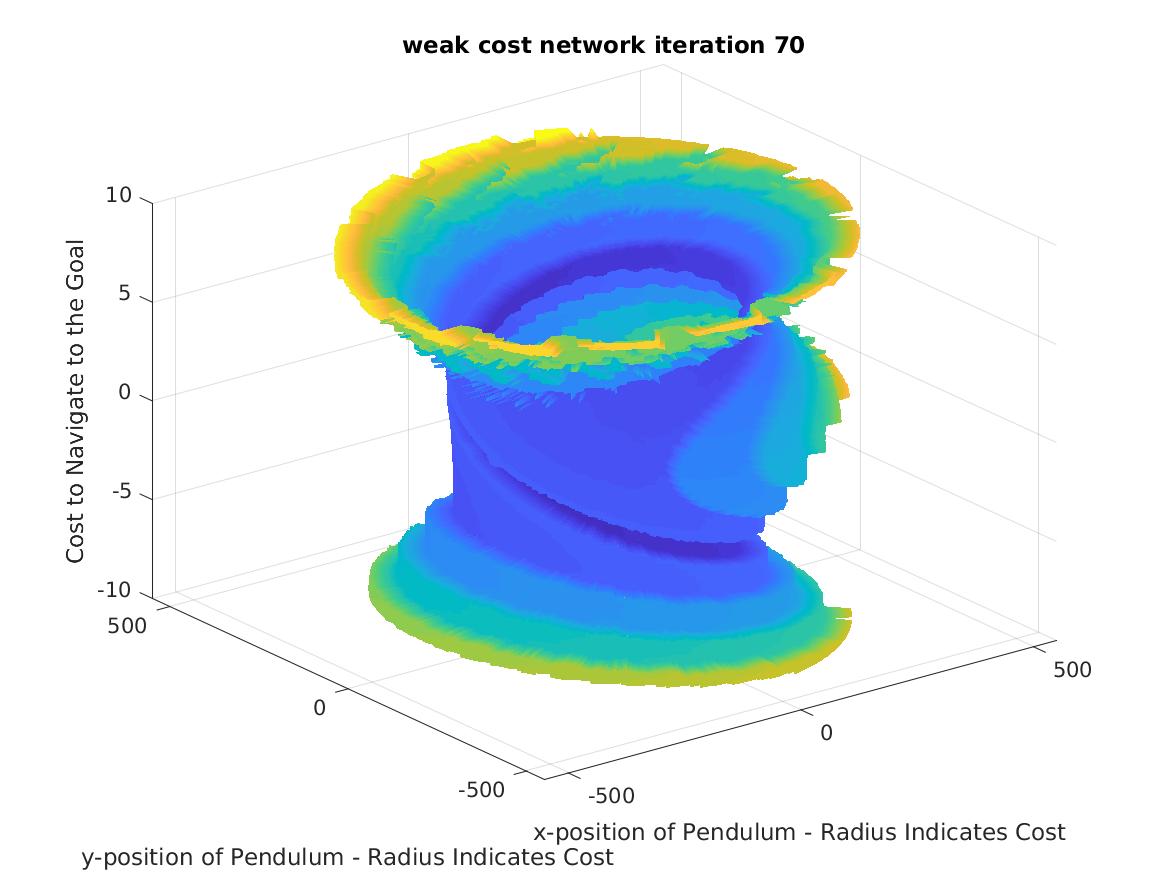 weak cost network iteration 70
Cost to Navigate to the Goal
10
5
0
-5
-10
500
0
-500
-500
0
500
x-position of Pendulum - Radius Indicates Cost
y-position of Pendulum - Radius Indicates Cost